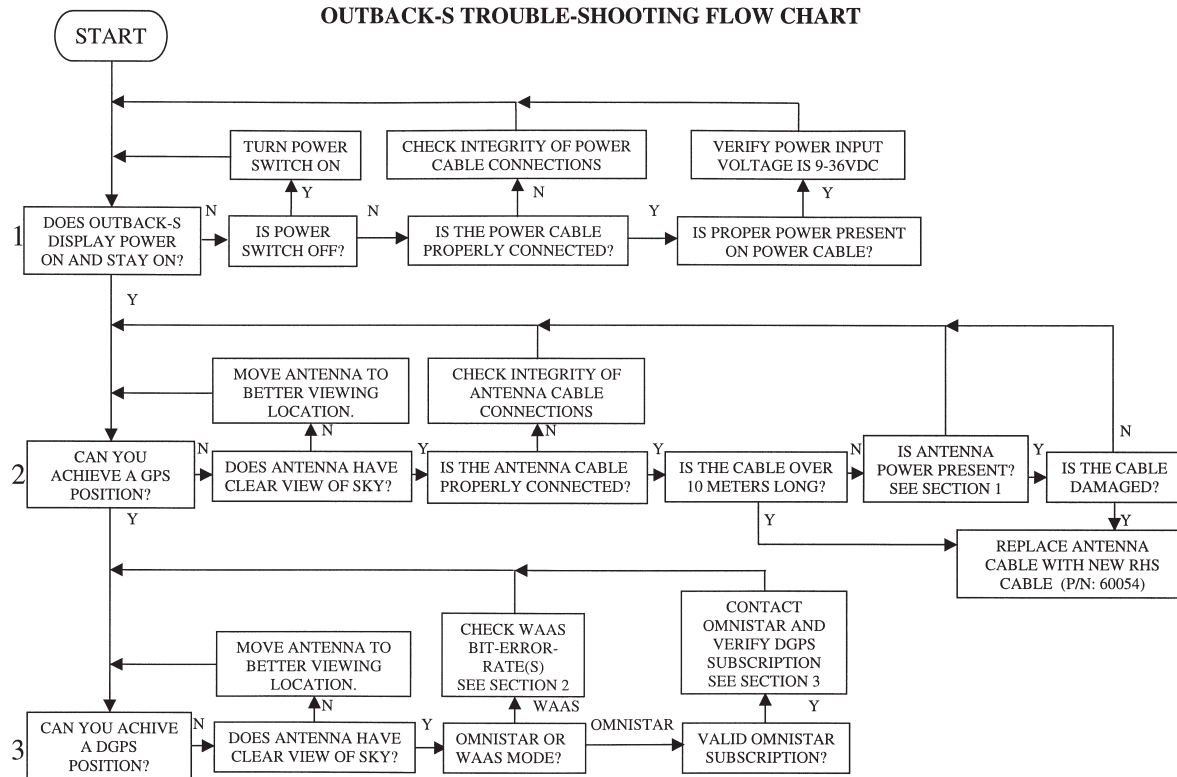 OUTBACK-S TROUBLE-SHOOTING FLOW CHART
START
TURN POWER
SWITCH ON
CHECK INTEGRITY OF POWER
CABLE CONNECTIONS
VERIFY POWER INPUT
VOLTAGE IS 9-36VDC
Y
N
Y
1
DOES OUTBACK-S
DISPLAY POWER
ON AND STAY ON?
N
IS POWER
SWITCH OFF?
N
IS THE POWER CABLE
PROPERLY CONNECTED?
Y
IS PROPER POWER PRESENT
ON POWER CABLE?
Y
MOVE ANTENNA TO
BETTER VIEWING
LOCATION.
CHECK INTEGRITY OF
ANTENNA CABLE
CONNECTIONS
N
N
N
2
CAN YOU
ACHIEVE A GPS
POSITION?
N
DOES ANTENNA HAVE
CLEAR VIEW OF SKY?
Y
IS THE ANTENNA CABLE
PROPERLY CONNECTED?
Y
IS THE CABLE OVER
10 METERS LONG?
N
IS ANTENNA
POWER PRESENT?
SEE SECTION 1
Y
IS THE CABLE
DAMAGED?
Y
Y
Y
REPLACE ANTENNA
CABLE WITH NEW RHS
CABLE (P/N: 60054)
MOVE ANTENNA TO
BETTER VIEWING
LOCATION.
CHECK WAAS
BIT-ERROR-
RATE(S)
SEE SECTION 2
CONTACT
OMNISTAR AND
VERIFY DGPS
SUBSCRIPTION
SEE SECTION 3
N
WAAS
Y
3
CAN YOU ACHIVE
A DGPS
POSITION?
N
DOES ANTENNA HAVE
CLEAR VIEW OF SKY?
Y
OMNISTAR OR
WAAS MODE?
OMNISTAR
VALID OMNISTAR
SUBSCRIPTION?